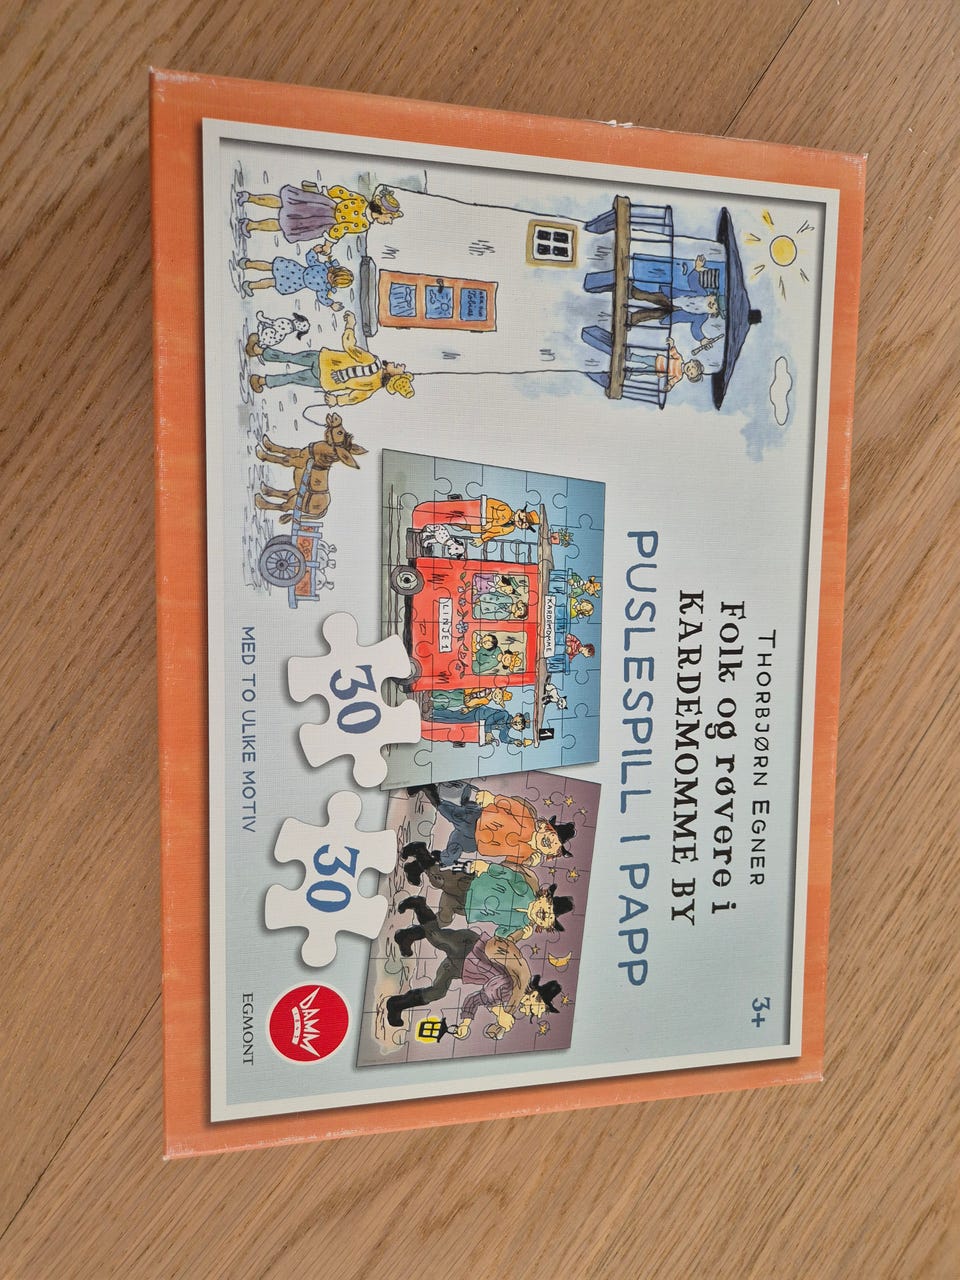 THORBJØRN EGNER
Folk og røvere i
KARDEMOMME BY
3+
PUSLESPILL I PAPP
KARDEMOMME
LINJE 1
30
30
MED TO ULIKE MOTIV
DAMM
EGMONT
Tobias